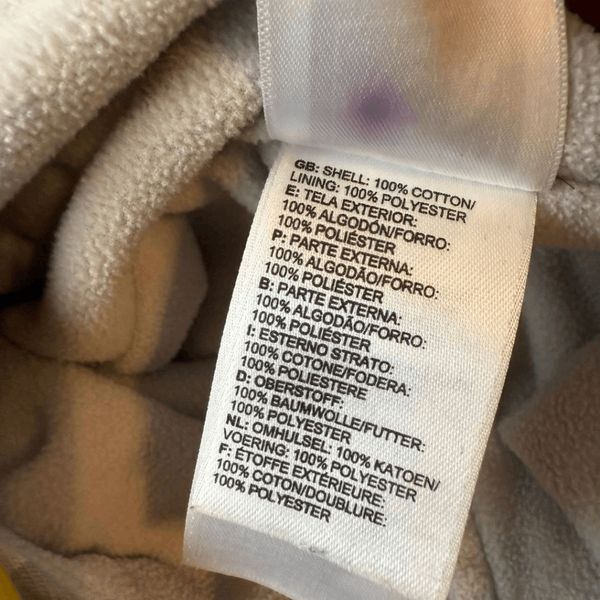 GB: SHELL: 100% COTTON/
LINING: 100% POLYESTER
E: TELA EXTERIOR:
100% ALGODÓN/FORRO:
100% POLIÉSTER
P: PARTE EXTERNA:
100% ALGODÃO/FORRO:
100% POLIÉSTER
B: PARTE EXTERNA:
100% ALGODÃO/FORRO:
100% POLIÉSTER
I: ESTERNO STRATO:
100% COTONE/FODERA:
100% POLIESTERE
D: OBERSTOFF:
100% BAUMWOLLE/FUTTER:
100% POLYESTER
NL: OMHULSEL: 100% KATOEN/
VOERING: 100% POLYESTER
F: ÉTOFFE EXTÉRIEURE:
100% COTON/DOUBLURE:
100% POLYESTER